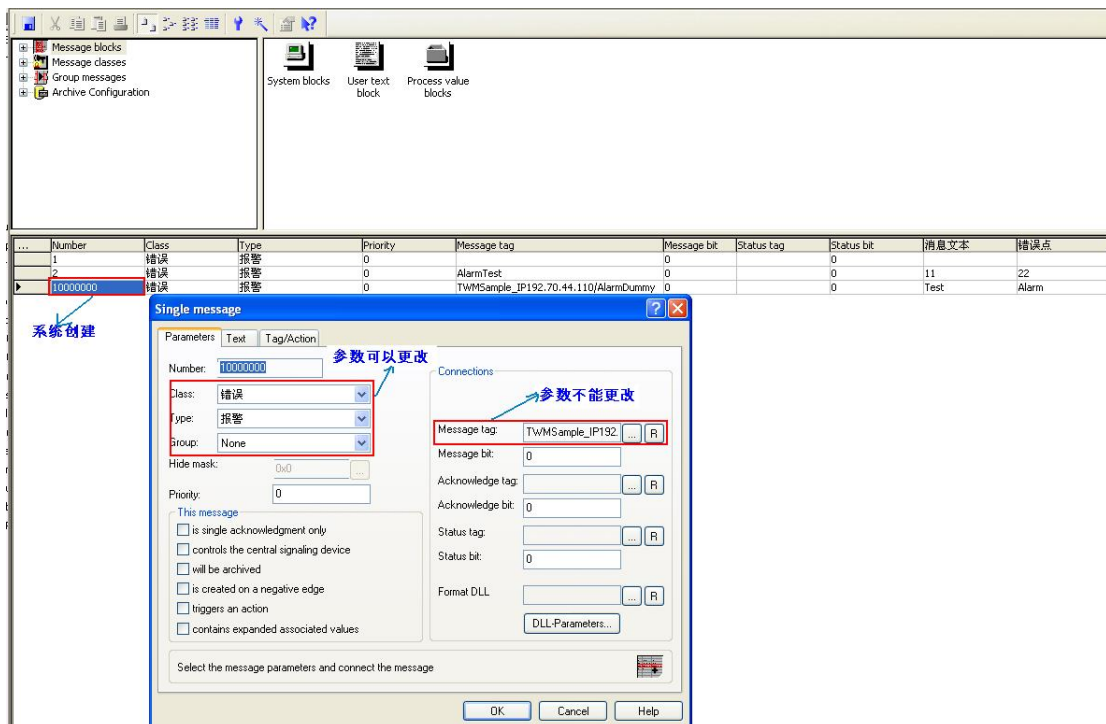 Message blocks
Message classes
Group messages
Archive Configuration
System blocks
User text block
Process value blocks
... Number Class Type Priority Message tag Message bit Status tag Status bit 消息文本 错误点
1 错误 报警 0 0 0
2 错误 报警 0 AlarmTest 0 0 11 22
10000000 错误 报警 0 TWMSample_IP192.70.44.110/AlarmDummy 0 0 Test Alarm
系统创建
Single message
Parameters Text Tag/Action
参数可以更改
Number: 10000000
Class: 错误
Type: 报警
Group: None
Hide mask: 0x0 ...
Priority: 0
This message
is single acknowledgment only
controls the central signaling device
will be archived
is created on a negative edge
triggers an action
contains expanded associated values
Connections
参数不能更改
Message tag: TWMSample_IP192. ... R
Message bit: 0
Acknowledge tag: ... R
Acknowledge bit: 0
Status tag: ... R
Status bit: 0
Format DLL ... R
DLL-Parameters...
Select the message parameters and connect the message
OK Cancel Help